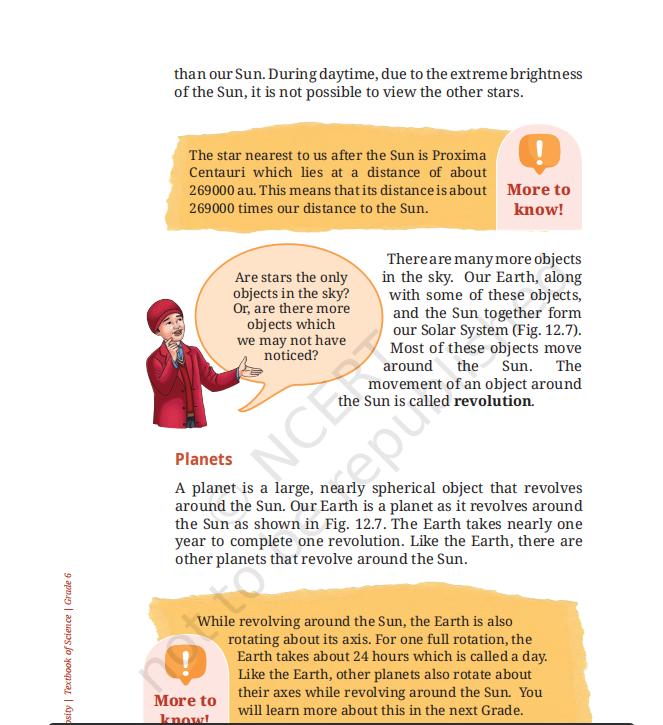 than our Sun. During daytime, due to the extreme brightness
of the Sun, it is not possible to view the other stars.
The star nearest to us after the Sun is Proxima
Centauri which lies at a distance of about
269000 au. This means that its distance is about
269000 times our distance to the Sun.
More to
know!
Are stars the only
objects in the sky?
Or, are there more
objects which
we may not have
noticed?
There are many more objects
in the sky. Our Earth, along
with some of these objects,
and the Sun together form
our Solar System (Fig. 12.7).
Most of these objects move
around the Sun. The
movement of an object around
the Sun is called revolution.
Planets
A planet is a large, nearly spherical object that revolves
around the Sun. Our Earth is a planet as it revolves around
the Sun as shown in Fig. 12.7. The Earth takes nearly one
year to complete one revolution. Like the Earth, there are
other planets that revolve around the Sun.
While revolving around the Sun, the Earth is also
rotating about its axis. For one full rotation, the
Earth takes about 24 hours which is called a day.
Like the Earth, other planets also rotate about
their axes while revolving around the Sun. You
will learn more about this in the next Grade.
More to
know!
osity | Textbook of Science | Grade 6
© NCERT
not to be republished